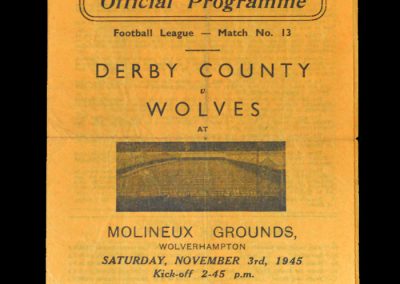 Official Programme
Football League — Match No. 13
DERBY COUNTY
v
WOLVES
AT
MOLINEUX GROUNDS,
WOLVERHAMPTON
SATURDAY, NOVEMBER 3rd, 1945
Kick-off 2-45 p.m.